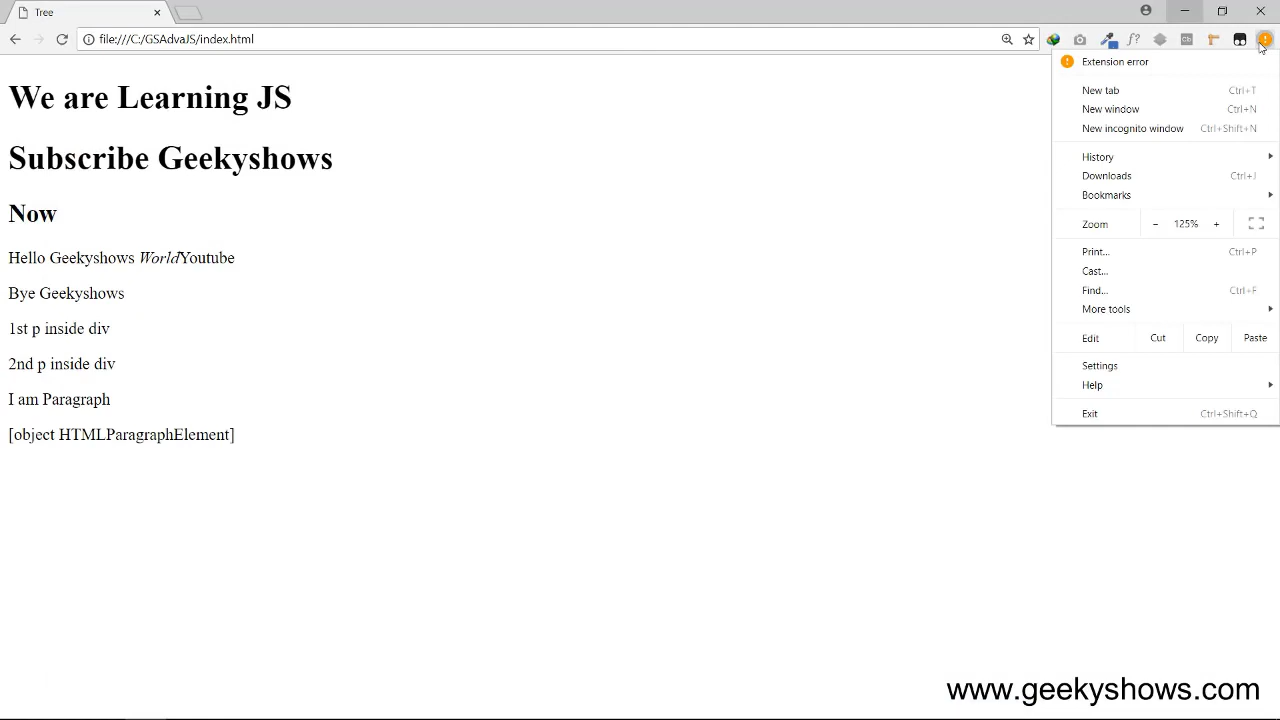 Tree
file:///C:/GSAdvaJS/index.html
We are Learning JS
Subscribe Geekyshows
Now
Hello Geekyshows WorldYoutube
Bye Geekyshows
1st p inside div
2nd p inside div
I am Paragraph
[object HTMLParagraphElement]
Extension error
New tab Ctrl+T
New window Ctrl+N
New incognito window Ctrl+Shift+N
History
Downloads Ctrl+J
Bookmarks
Zoom - 125% +
Print... Ctrl+P
Cast...
Find... Ctrl+F
More tools
Edit Cut Copy Paste
Settings
Help
Exit Ctrl+Shift+Q
www.geekyshows.com